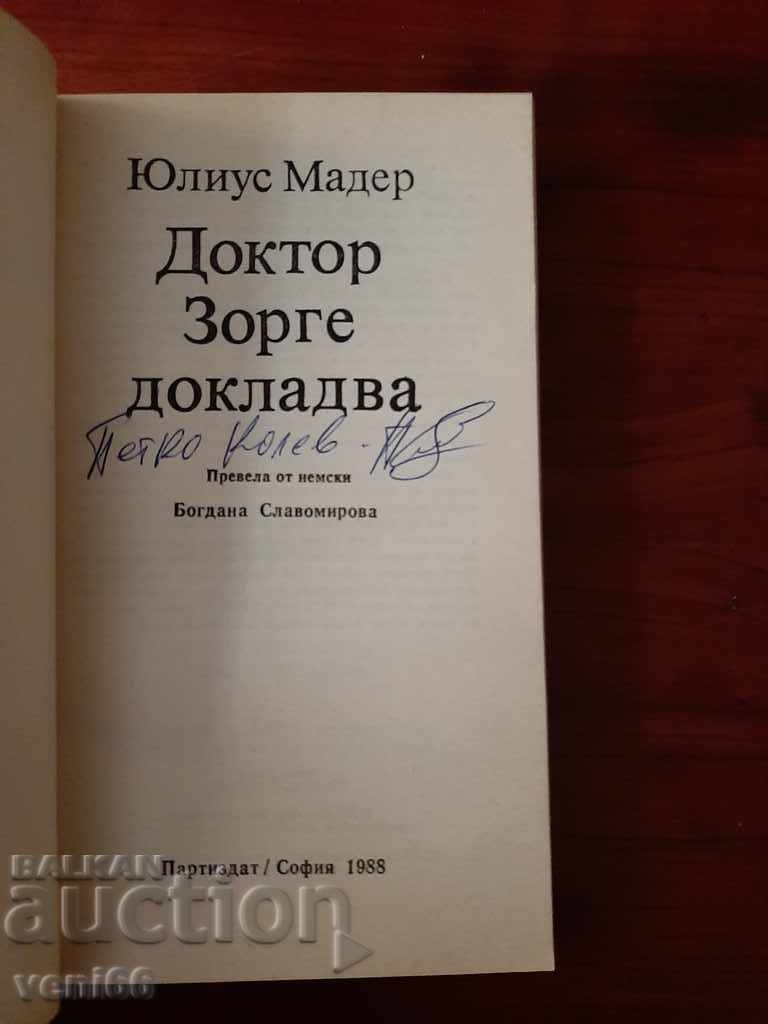 Юлиус Мадер
Доктор
Зорге
докладва
Петко Колев -
Превела от немски
Богдана Славомирова
Партиздат / София 1988
BALKAN
auction
veni66